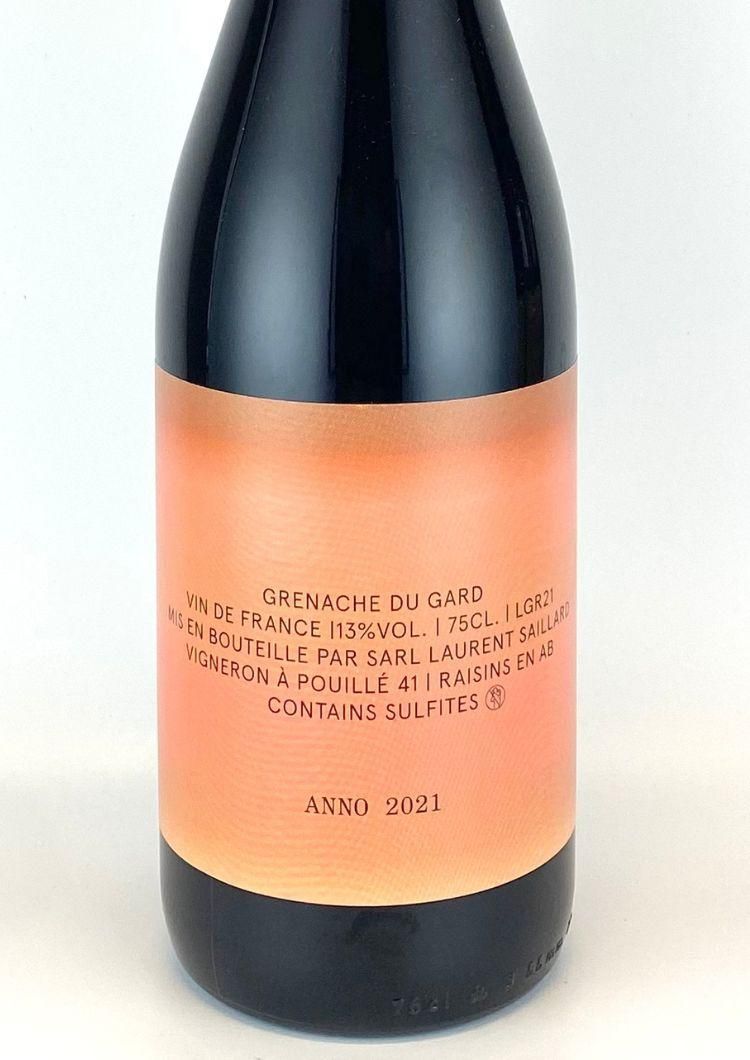 GRENACHE DU GARD
VIN DE FRANCE |13%VOL. | 75CL. | LGR21
MIS EN BOUTEILLE PAR SARL LAURENT SAILLARD
VIGNERON À POUILLÉ 41 | RAISINS EN AB
CONTAINS SULFITES
ANNO 2021